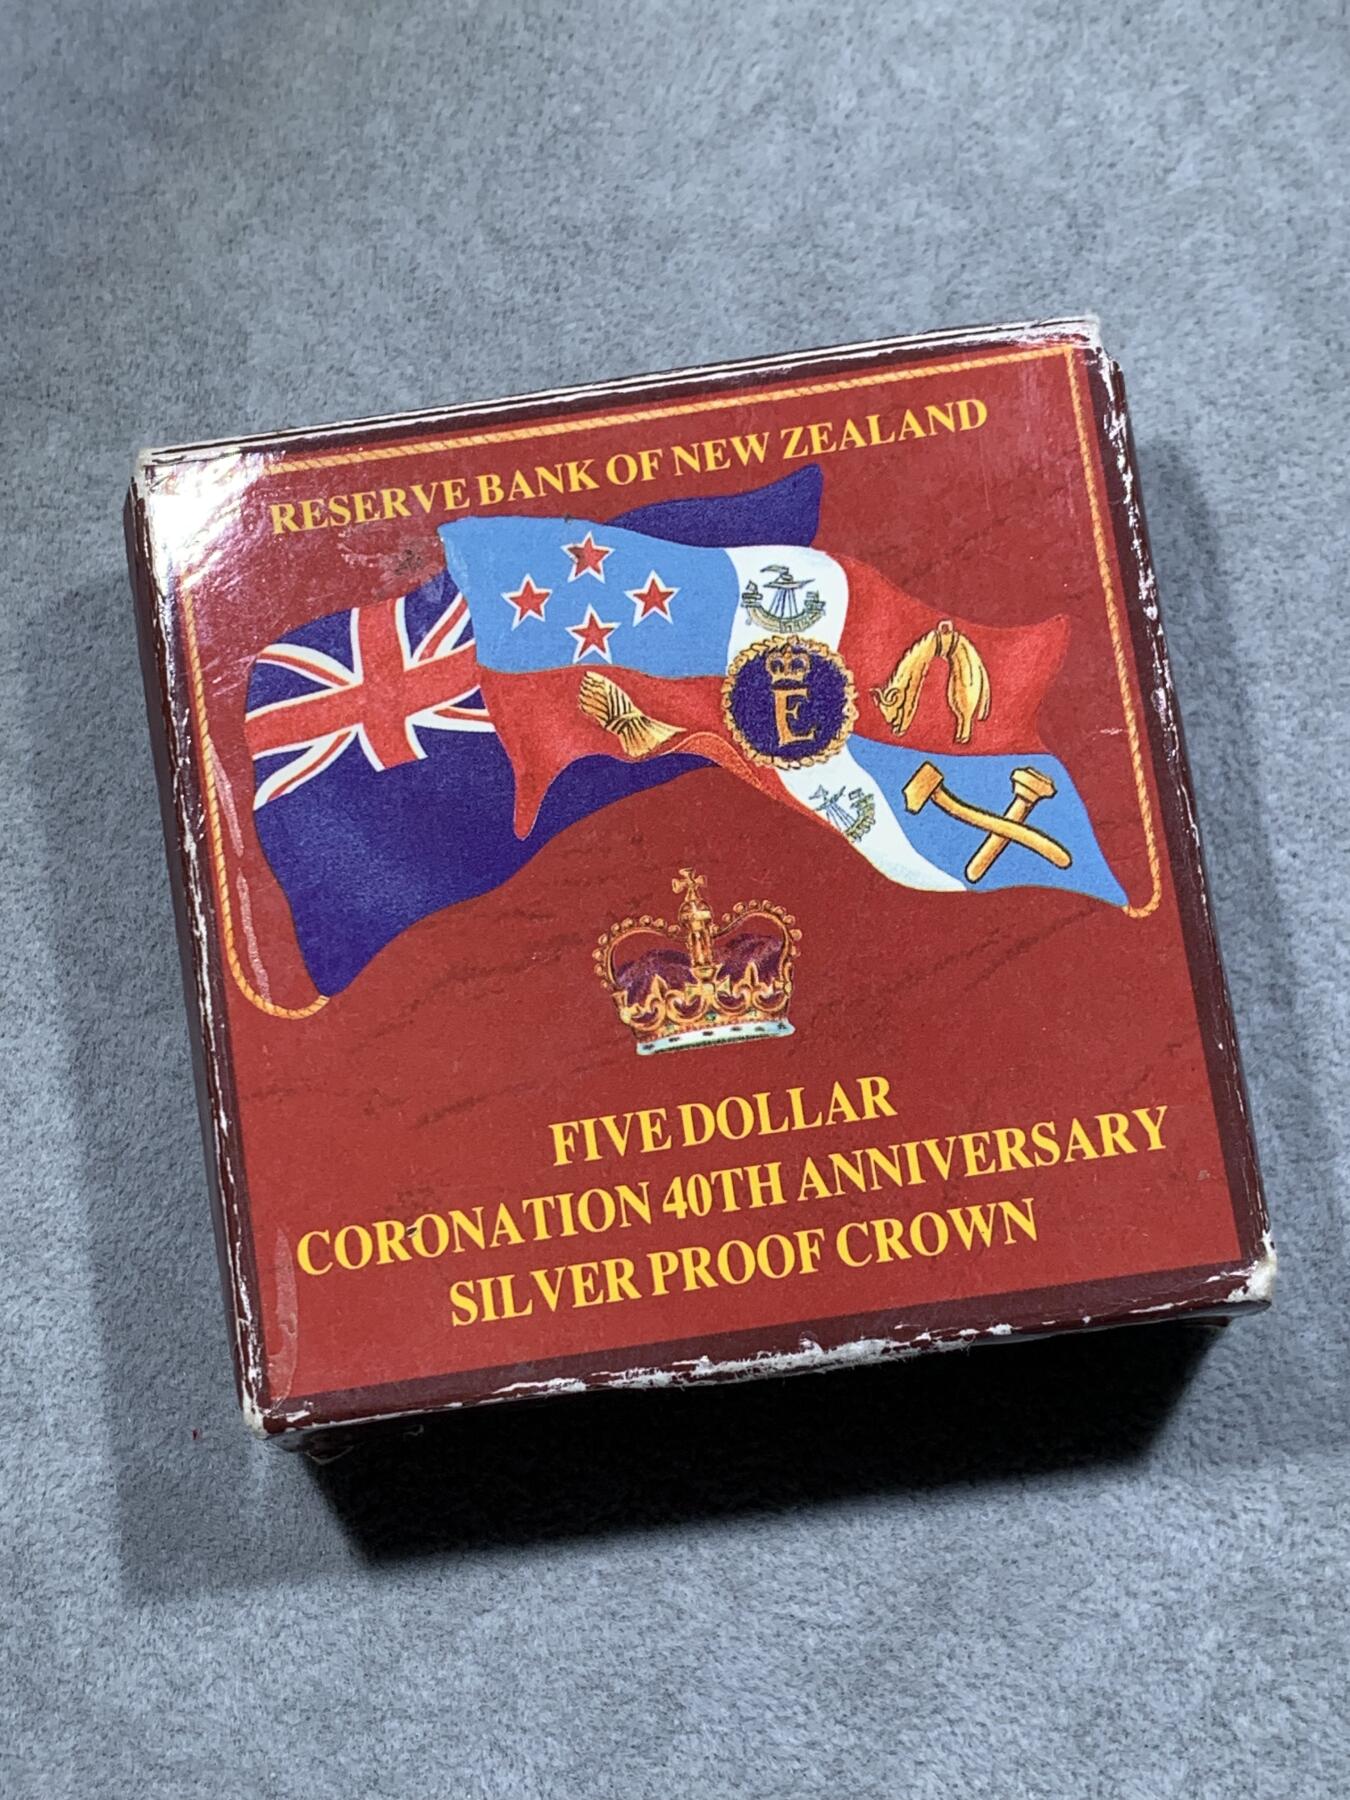 RESERVE BANK OF NEW ZEALAND
E
FIVE DOLLAR
CORONATION 40TH ANNIVERSARY
SILVER PROOF CROWN